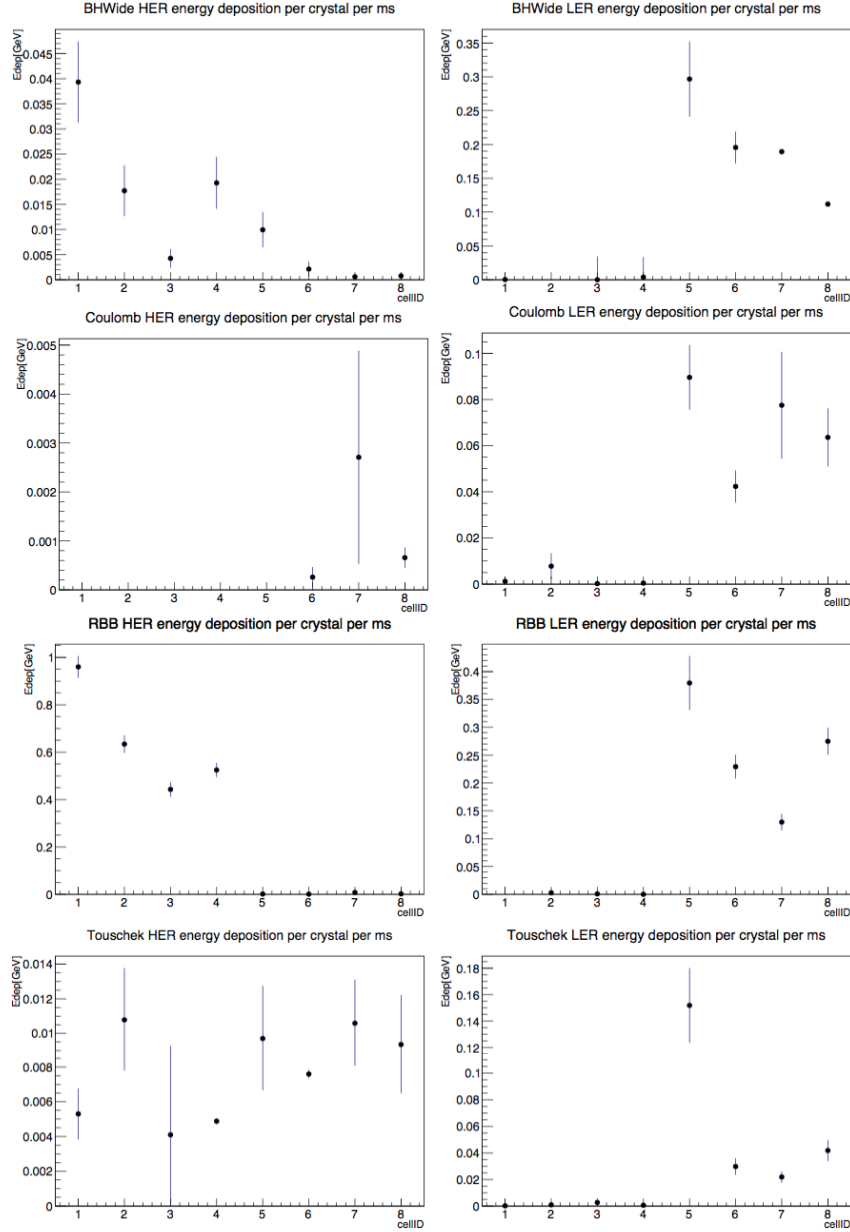 BHWide HER energy deposition per crystal per ms
Edep[GeV]
0.045
0.04
0.035
0.03
0.025
0.02
0.015
0.01
0.005
0
1 2 3 4 5 6 7 8
cellID
BHWide LER energy deposition per crystal per ms
Edep[GeV]
0.35
0.3
0.25
0.2
0.15
0.1
0.05
0
1 2 3 4 5 6 7 8
cellID
Coulomb HER energy deposition per crystal per ms
Edep[GeV]
0.005
0.004
0.003
0.002
0.001
0
1 2 3 4 5 6 7 8
cellID
Coulomb LER energy deposition per crystal per ms
Edep[GeV]
0.1
0.08
0.06
0.04
0.02
0
1 2 3 4 5 6 7 8
cellID
RBB HER energy deposition per crystal per ms
Edep[GeV]
1
0.8
0.6
0.4
0.2
0
1 2 3 4 5 6 7 8
cellID
RBB LER energy deposition per crystal per ms
Edep[GeV]
0.4
0.35
0.3
0.25
0.2
0.15
0.1
0.05
0
1 2 3 4 5 6 7 8
cellID
Touschek HER energy deposition per crystal per ms
Edep[GeV]
0.014
0.012
0.01
0.008
0.006
0.004
0.002
0
1 2 3 4 5 6 7 8
cellID
Touschek LER energy deposition per crystal per ms
Edep[GeV]
0.18
0.16
0.14
0.12
0.1
0.08
0.06
0.04
0.02
0
1 2 3 4 5 6 7 8
cellID